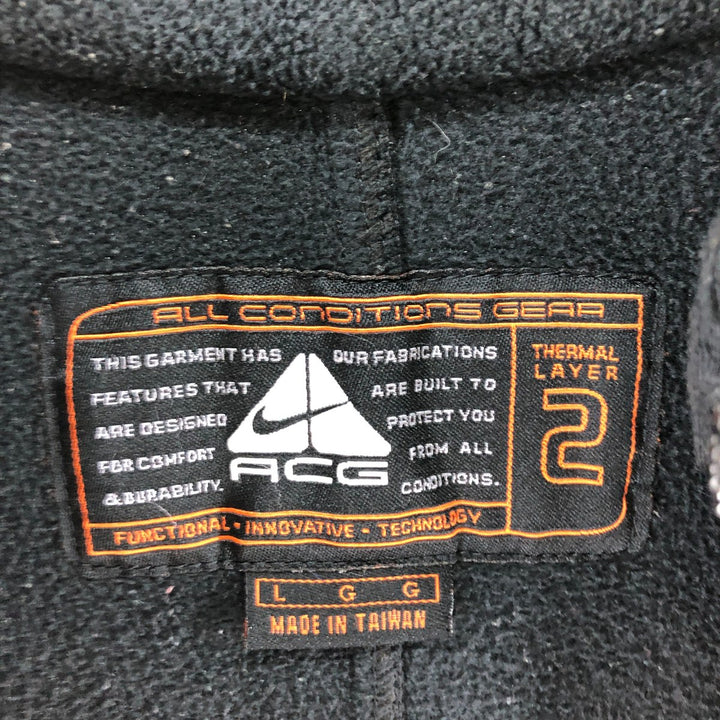 ALL CONDITIONS GEAR
THIS GARMENT HAS
FEATURES THAT
ARE DESIGNED
FOR COMFORT
& DURABILITY.
ACG
OUR FABRICATIONS
ARE BUILT TO
PROTECT YOU
FROM ALL
CONDITIONS.
THERMAL
LAYER
2
FUNCTIONAL - INNOVATIVE - TECHNOLOGY
L G G
MADE IN TAIWAN